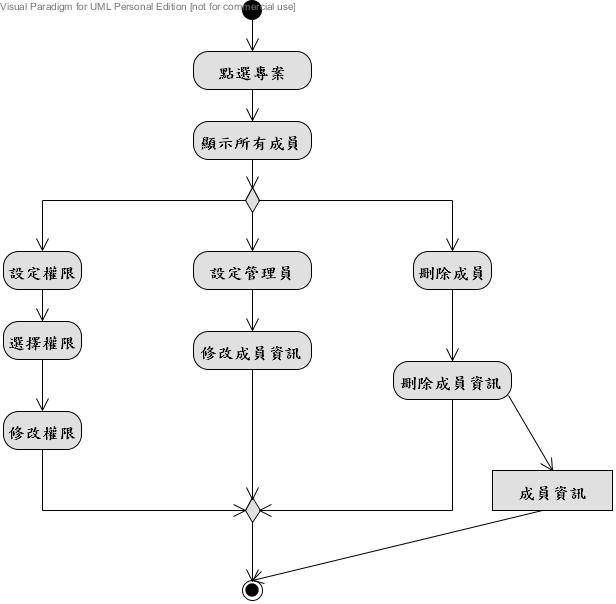 Visual Paradigm for UML Personal Edition [not for commercial use]
點選專案
顯示所有成員
設定權限
設定管理員
刪除成員
選擇權限
修改成員資訊
刪除成員資訊
修改權限
成員資訊